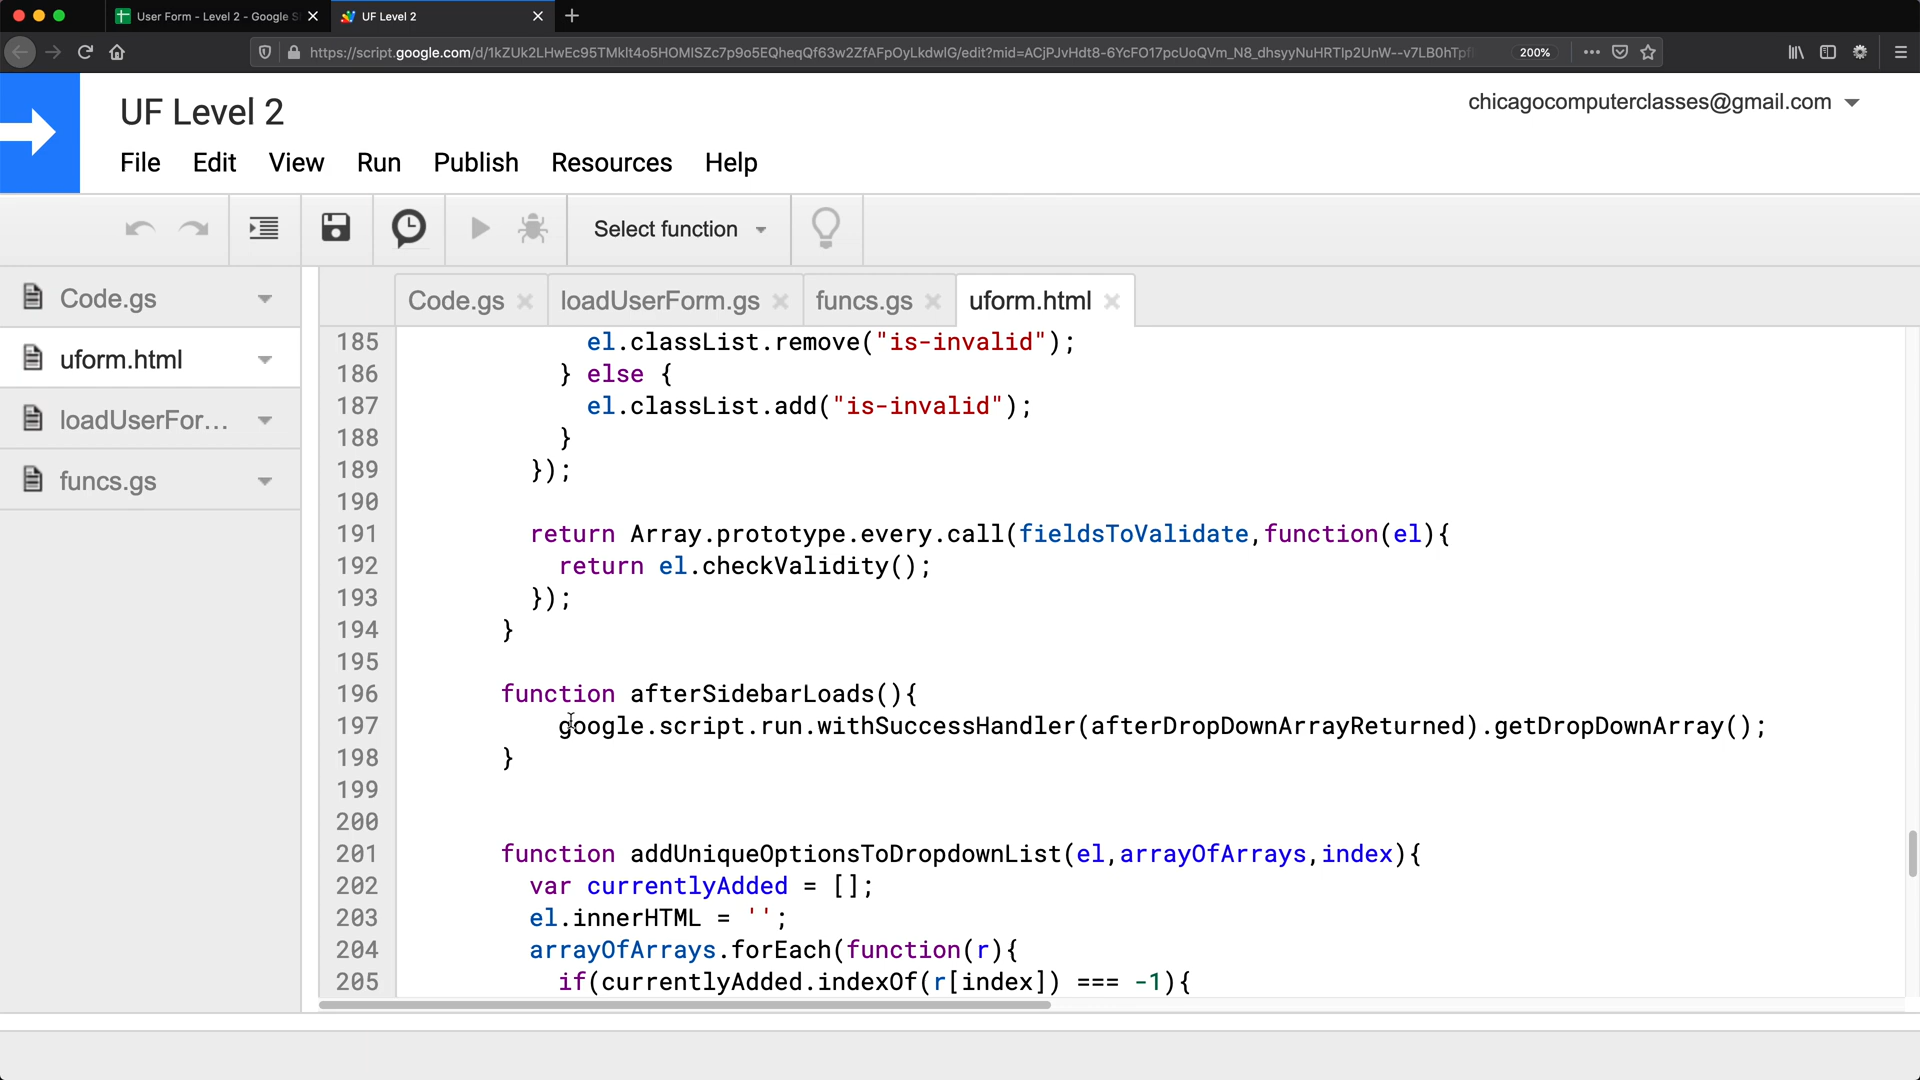 User Form - Level 2 - Google S
UF Level 2
https://script.google.com/d/1kZUk2LHwEc95TMklt4o5HOMISZc7p9o5EQheqQf63w2ZfAFpOyLkdwlG/edit?mid=ACjPJvHdt8-6YcFO17pcUoQVm_N8_dhsyyNuHRTIp2UnW--v7LB0hTpf
200%
UF Level 2
chicagocomputerclasses@gmail.com
File Edit View Run Publish Resources Help
Select function
Code.gs
uform.html
loadUserFor...
funcs.gs
Code.gs
loadUserForm.gs
funcs.gs
uform.html
185 el.classList.remove("is-invalid");
186 } else {
187 el.classList.add("is-invalid");
188 }
189 });
190
191 return Array.prototype.every.call(fieldsToValidate,function(el){
192 return el.checkValidity();
193 });
194 }
195
196 function afterSidebarLoads(){
197 google.script.run.withSuccessHandler(afterDropDownArrayReturned).getDropDownArray();
198 }
199
200
201 function addUniqueOptionsToDropdownList(el,arrayOfArrays,index){
202 var currentlyAdded = [];
203 el.innerHTML = '';
204 arrayOfArrays.forEach(function(r){
205 if(currentlyAdded.indexOf(r[index]) === -1){